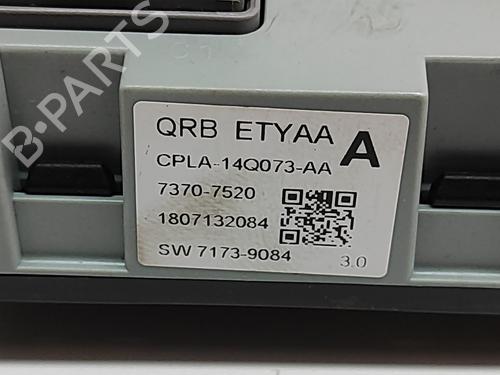 QRB ETYAA A
CPLA-14Q073-AA
7370-7520
1807132084
SW 7173-9084 3.0
B-PARTS